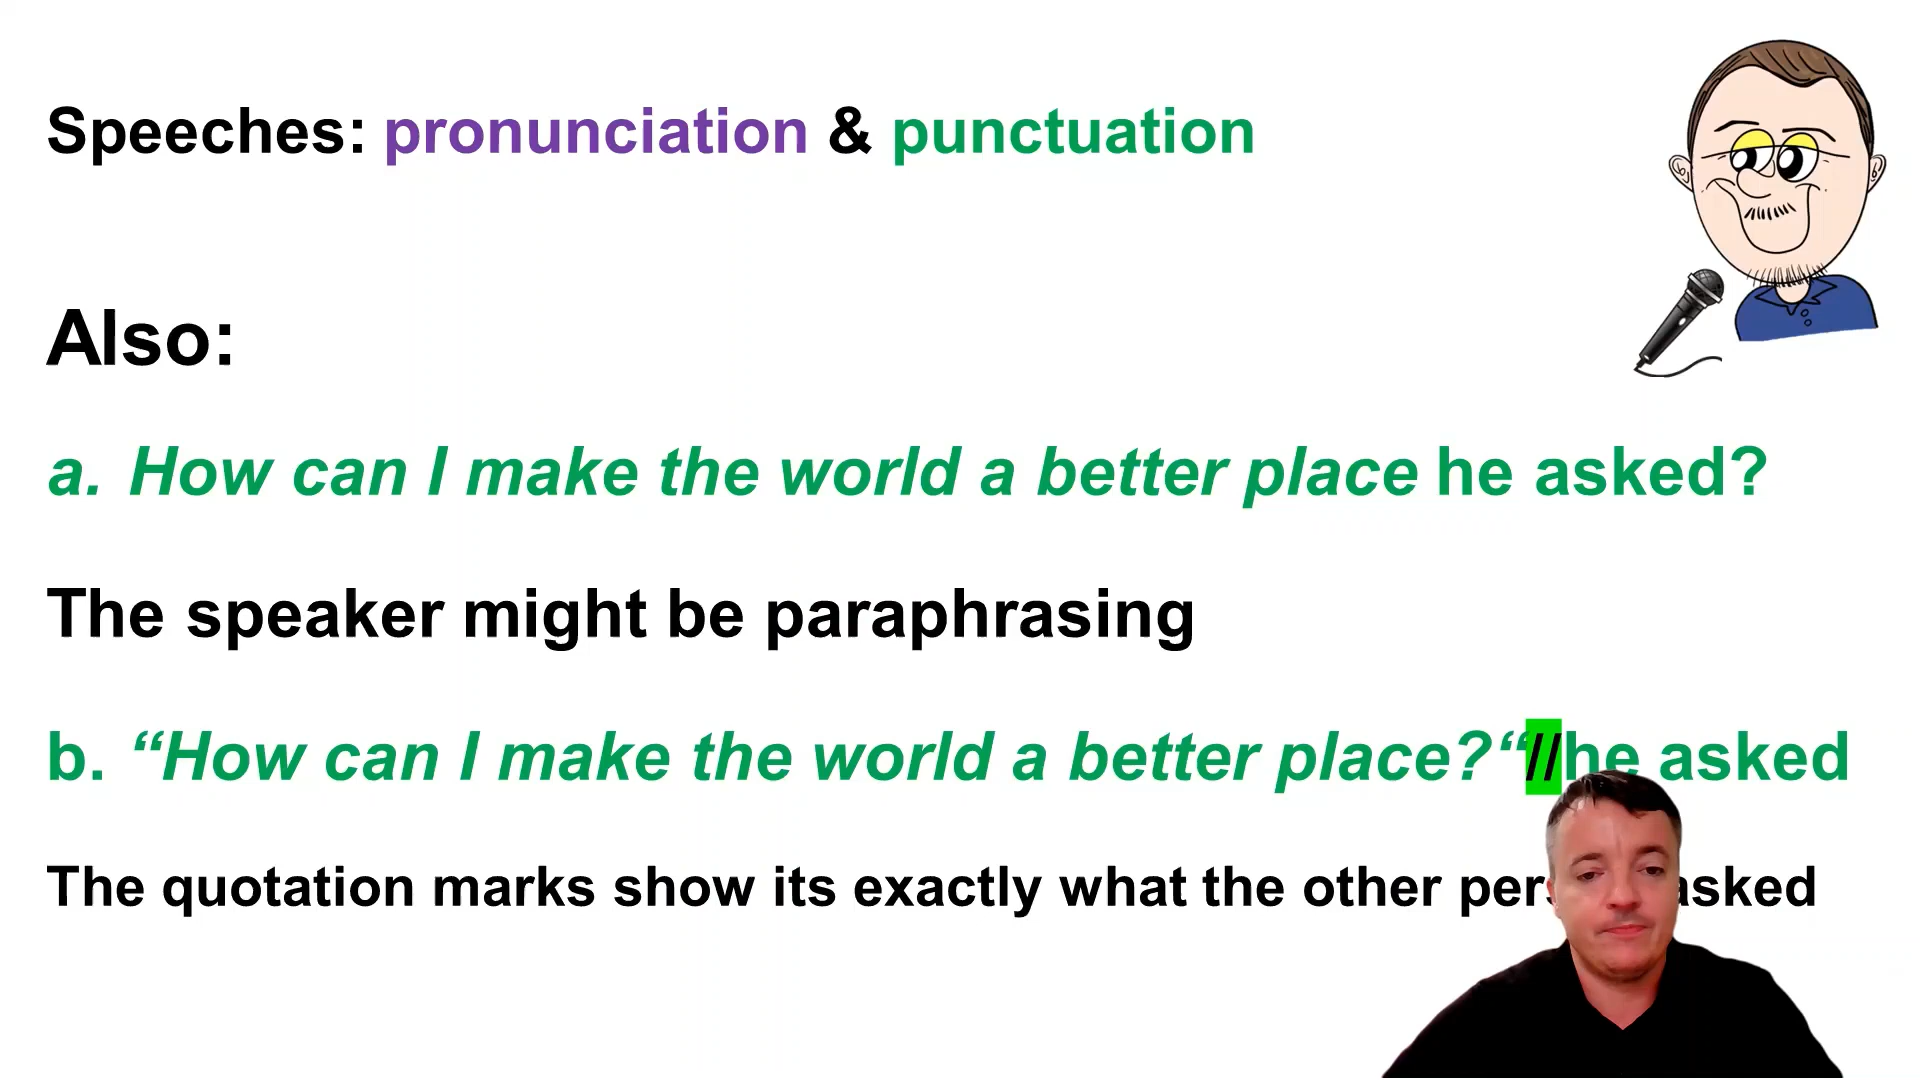 Speeches: pronunciation & punctuation
Also:
a. How can I make the world a better place he asked?
The speaker might be paraphrasing
b. “How can I make the world a better place?“//he asked
The quotation marks show its exactly what the other asked